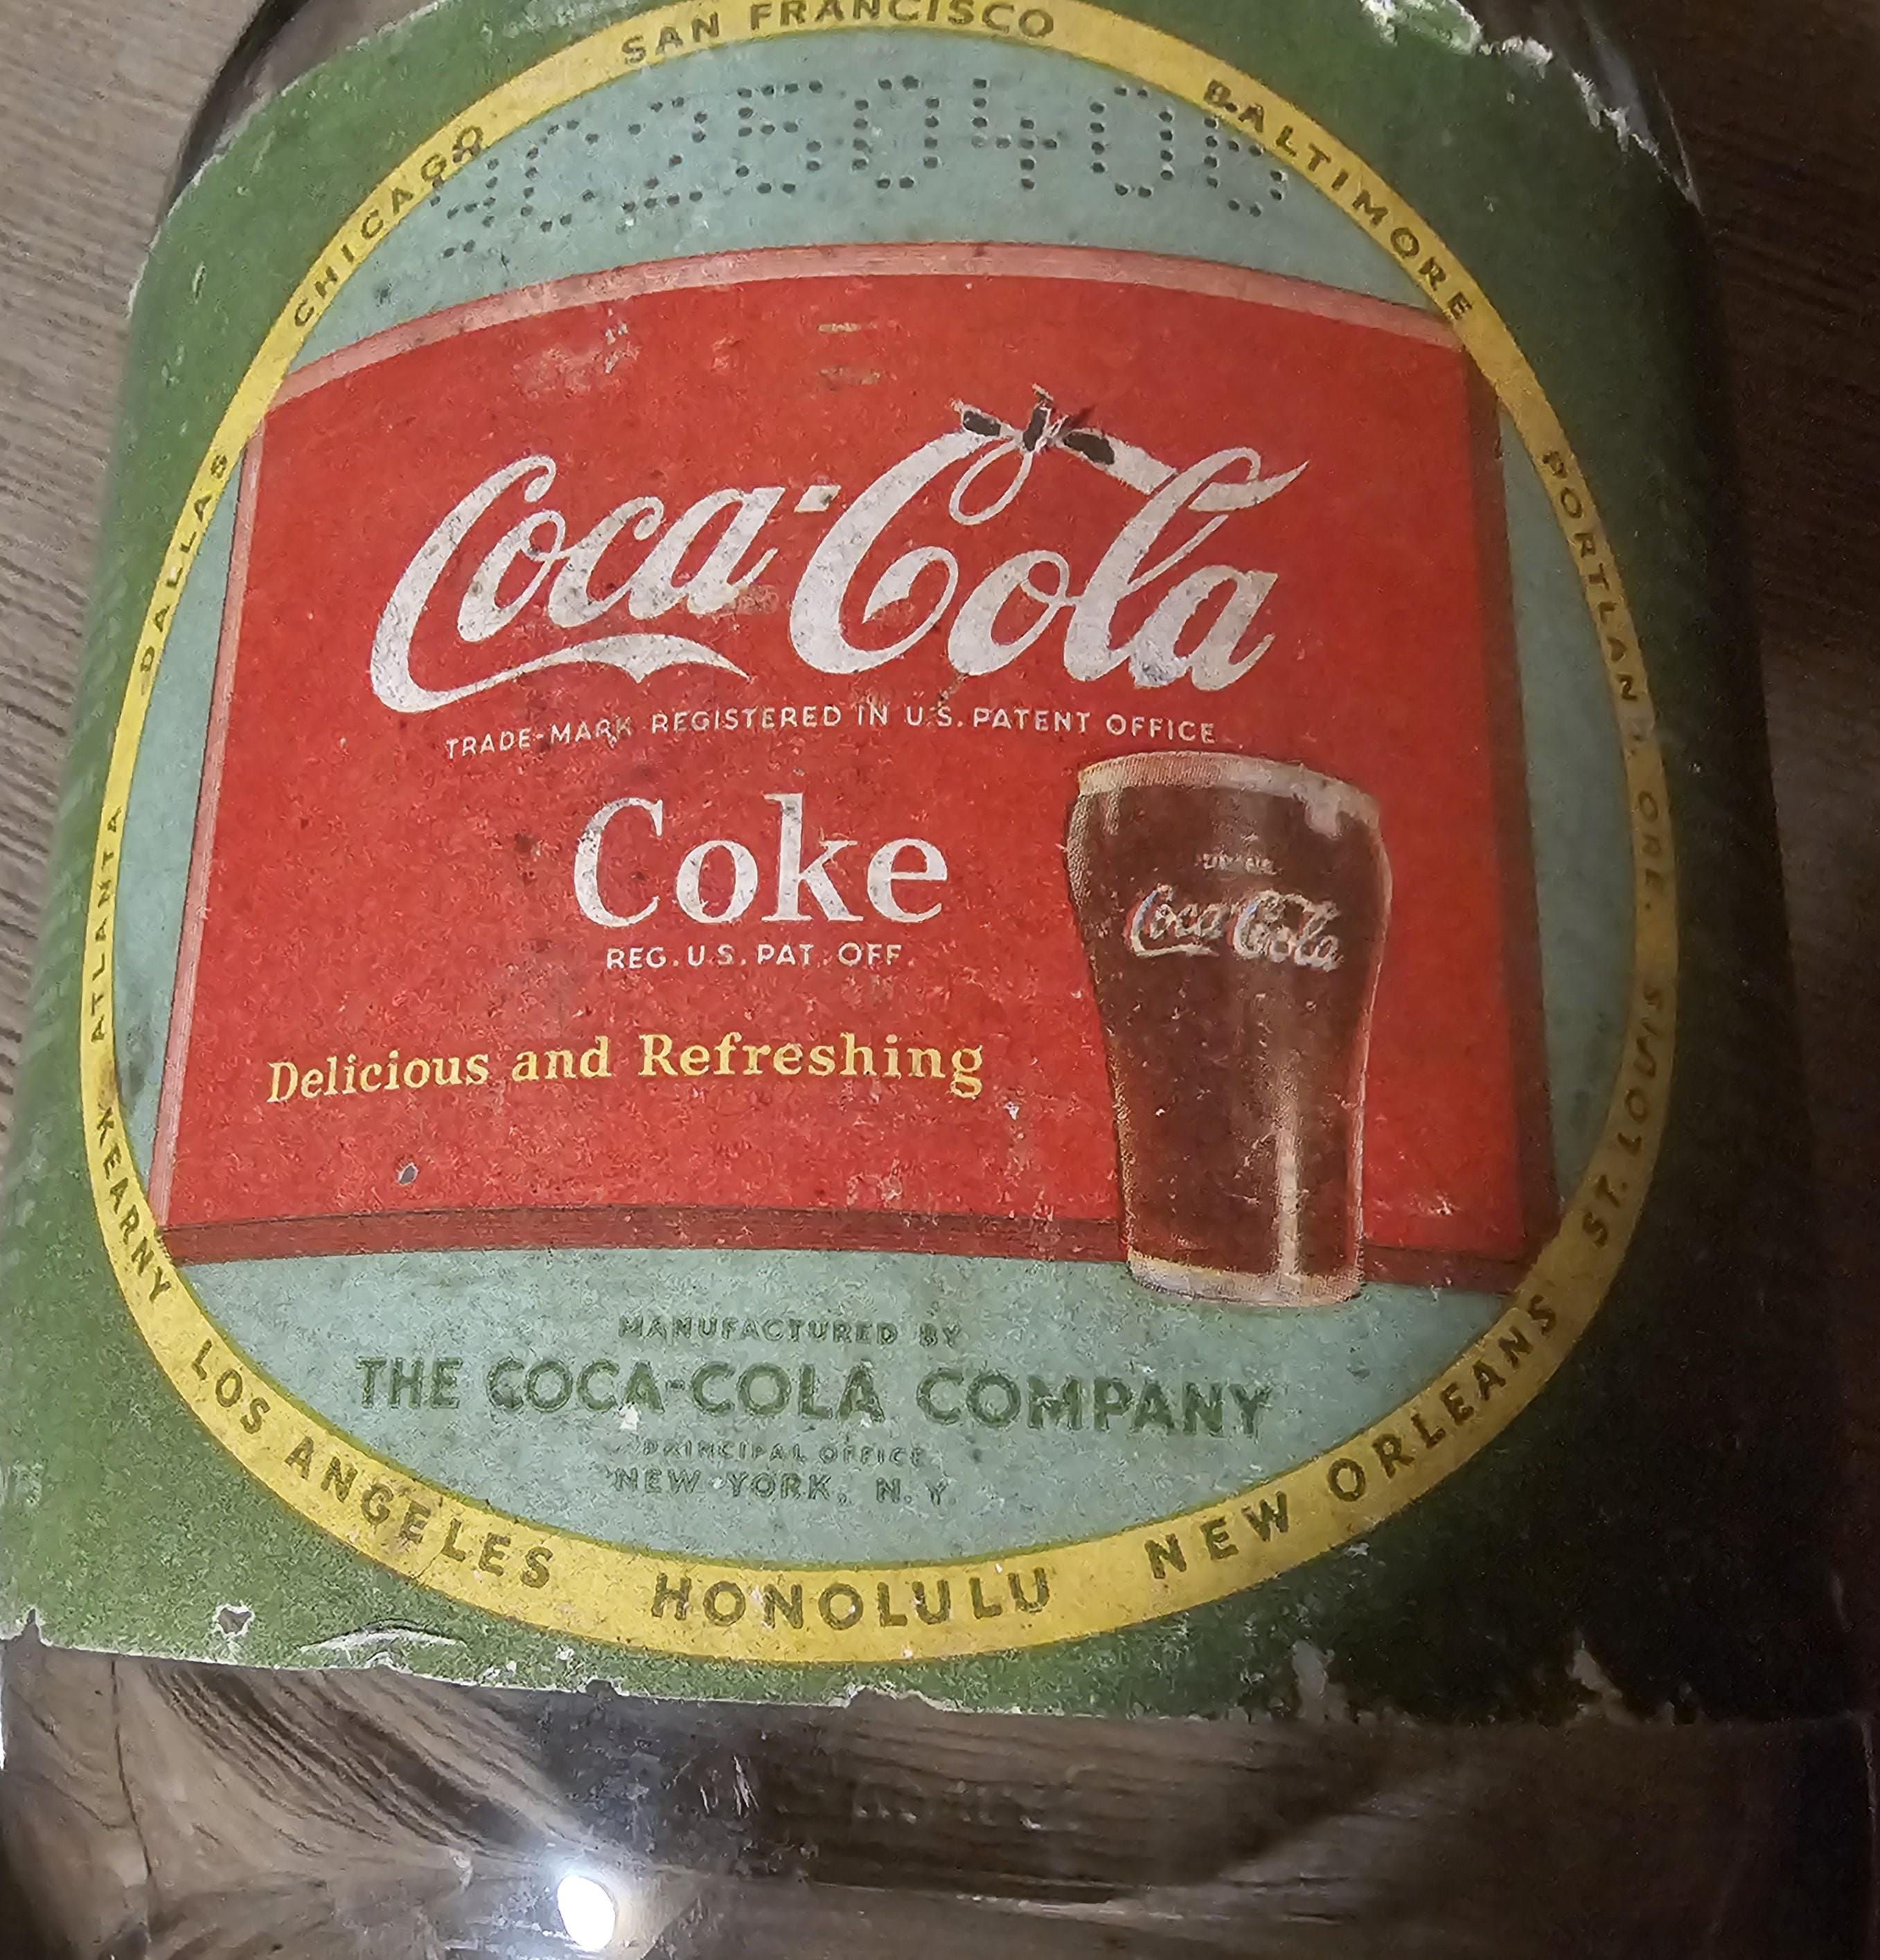 SAN FRANCISCO
BALTIMORE
PORTLAND, ORE.
ST. LOUIS
NEW ORLEANS
HONOLULU
LOS ANGELES
KEARNY
ATLANTA
DALLAS
CHICAGO
Coca-Cola
TRADE-MARK REGISTERED IN U.S. PATENT OFFICE
Coke
REG. U.S. PAT. OFF.
Delicious and Refreshing
Coca-Cola
MANUFACTURED BY
THE COCA-COLA COMPANY
PRINCIPAL OFFICE
NEW YORK, N.Y.